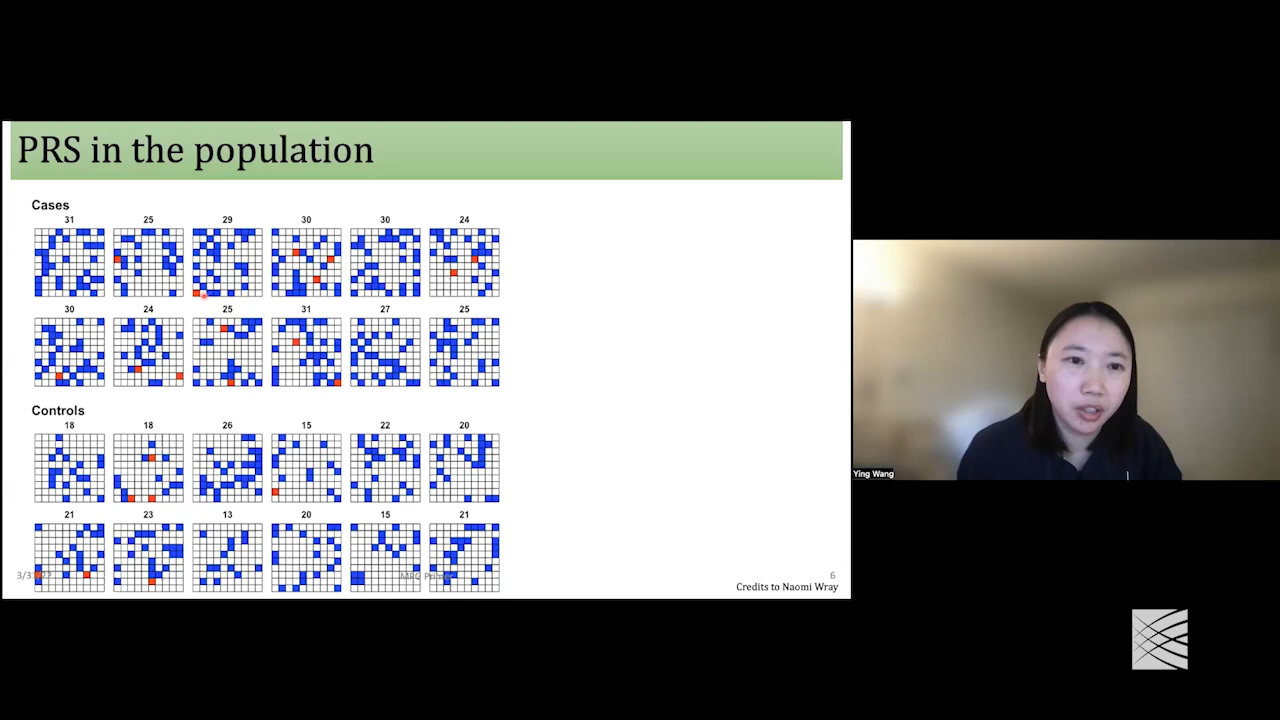 PRS in the population
Cases
31 25 29 30 30 24
30 24 25 31 27 25
Controls
18 18 26 15 22 20
21 23 13 20 15 21
6
Credits to Naomi Wray
Ying Wang